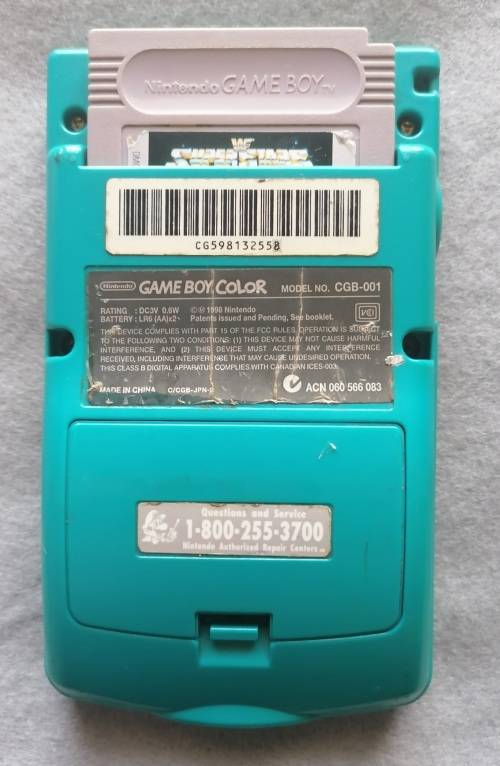 Nintendo GAME BOY TM
WF
CG598132558
Nintendo GAME BOY COLOR MODEL NO. CGB-001
RATING : DC3V 0.6W ©Ⓜ 1998 Nintendo
BATTERY : LR6 (AA)x2 Patents issued and Pending, See booklet.
THIS DEVICE COMPLIES WITH PART 15 OF THE FCC RULES. OPERATION IS SUBJECT
TO THE FOLLOWING TWO CONDITIONS: (1) THIS DEVICE MAY NOT CAUSE HARMFUL
INTERFERENCE, AND (2) THIS DEVICE MUST ACCEPT ANY INTERFERENCE
RECEIVED, INCLUDING INTERFERENCE THAT MAY CAUSE UNDESIRED OPERATION.
THIS CLASS B DIGITAL APPARATUS COMPLIES WITH CANADIAN ICES-003.
MADE IN CHINA C/CGB-JPN ACN 060 566 083
Questions and Service
1-800-255-3700
Nintendo Authorized Repair Centers